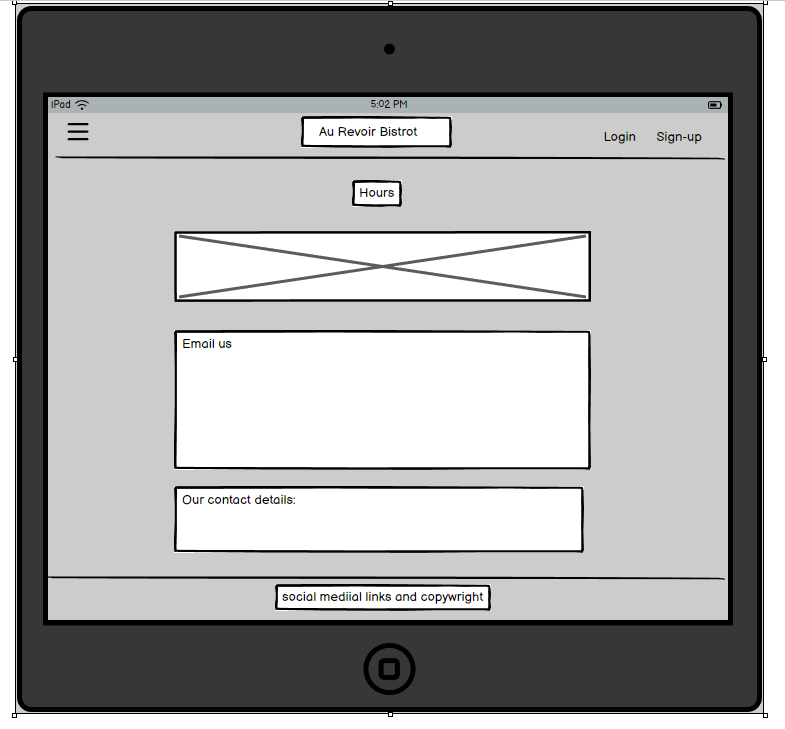 iPad 5:02 PM
Au Revoir Bistrot
Login Sign-up
Hours
Email us
Our contact details:
social mediial links and copywright